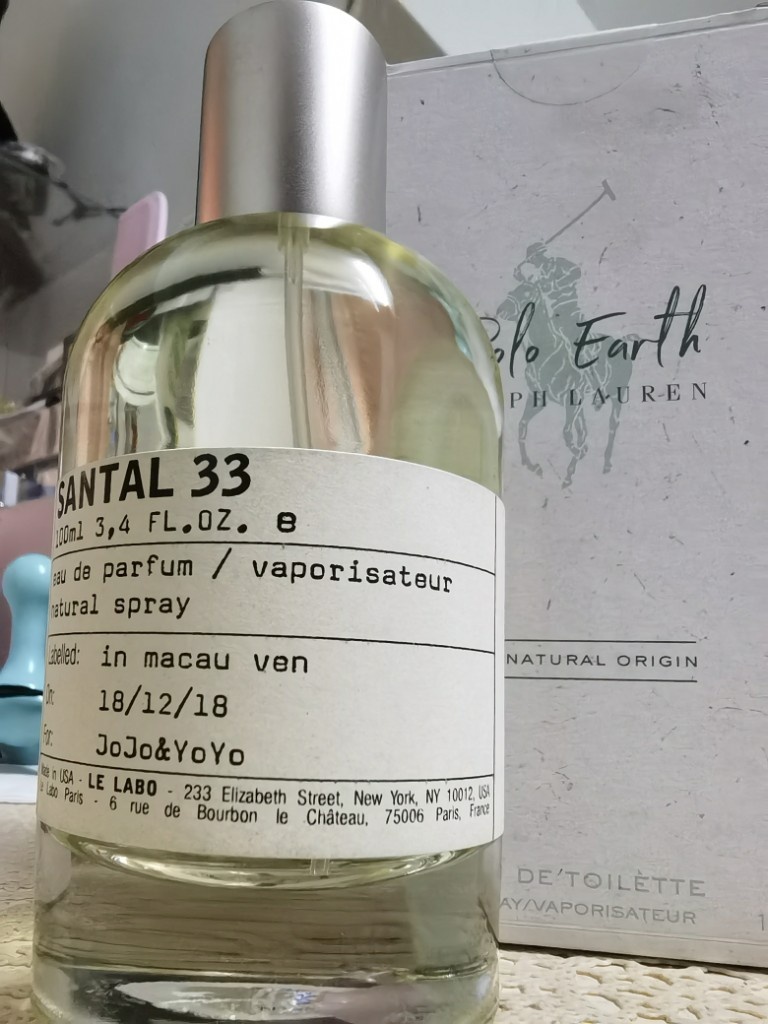 SANTAL 33
100ml 3,4 FL.OZ. e
eau de parfum / vaporisateur
natural spray
Labelled: in macau ven
On: 18/12/18
For: JoJo&YoYo
Made in USA - LE LABO - 233 Elizabeth Street, New York, NY 10012, USA
Le Labo Paris - 6 rue de Bourbon le Château, 75006 Paris, France
Polo Earth
PH LAUREN
NATURAL ORIGIN
DE TOILETTE
AY/VAPORISATEUR